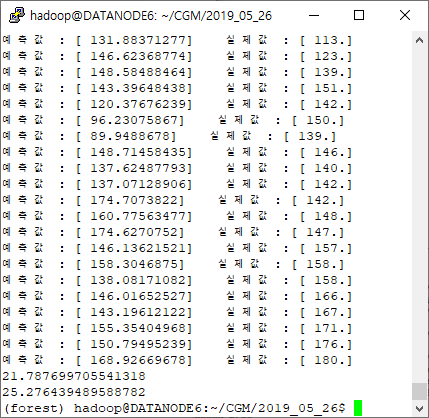 hadoop@DATANODE6: ~/CGM/2019_05_26
예 측 값 : [ 131.88371277] 실 제 값 : [ 113.]
예 측 값 : [ 146.62368774] 실 제 값 : [ 123.]
예 측 값 : [ 148.58488464] 실 제 값 : [ 139.]
예 측 값 : [ 143.39648438] 실 제 값 : [ 151.]
예 측 값 : [ 120.37676239] 실 제 값 : [ 142.]
예 측 값 : [ 96.23075867] 실 제 값 : [ 150.]
예 측 값 : [ 89.9488678] 실 제 값 : [ 139.]
예 측 값 : [ 148.71458435] 실 제 값 : [ 146.]
예 측 값 : [ 137.62487793] 실 제 값 : [ 140.]
예 측 값 : [ 137.07128906] 실 제 값 : [ 142.]
예 측 값 : [ 174.7073822] 실 제 값 : [ 142.]
예 측 값 : [ 160.77563477] 실 제 값 : [ 148.]
예 측 값 : [ 174.6270752] 실 제 값 : [ 147.]
예 측 값 : [ 146.13621521] 실 제 값 : [ 157.]
예 측 값 : [ 158.3046875] 실 제 값 : [ 158.]
예 측 값 : [ 138.08171082] 실 제 값 : [ 158.]
예 측 값 : [ 146.01652527] 실 제 값 : [ 166.]
예 측 값 : [ 143.19612122] 실 제 값 : [ 167.]
예 측 값 : [ 155.35404968] 실 제 값 : [ 171.]
예 측 값 : [ 150.79495239] 실 제 값 : [ 176.]
예 측 값 : [ 168.92669678] 실 제 값 : [ 180.]
21.787699705541318
25.276439489588782
(forest) hadoop@DATANODE6:~/CGM/2019_05_26$